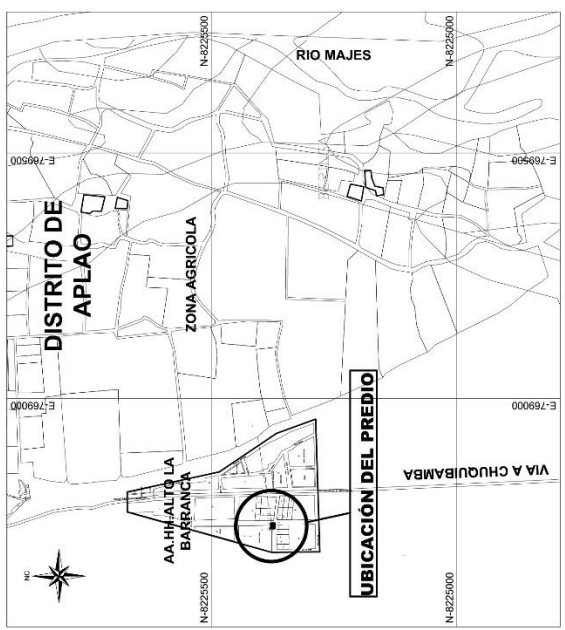 N-8225500
N-8225000
RIO MAJES
E-769500
E-769500
DISTRITO DE
APLAO
ZONA AGRICOLA
E-769000
E-769000
AA.HH ALTO LA
BARRANCA
UBICACIÓN DEL PREDIO
VIA A CHUQUIBAMBA
N-8225500
N-8225000